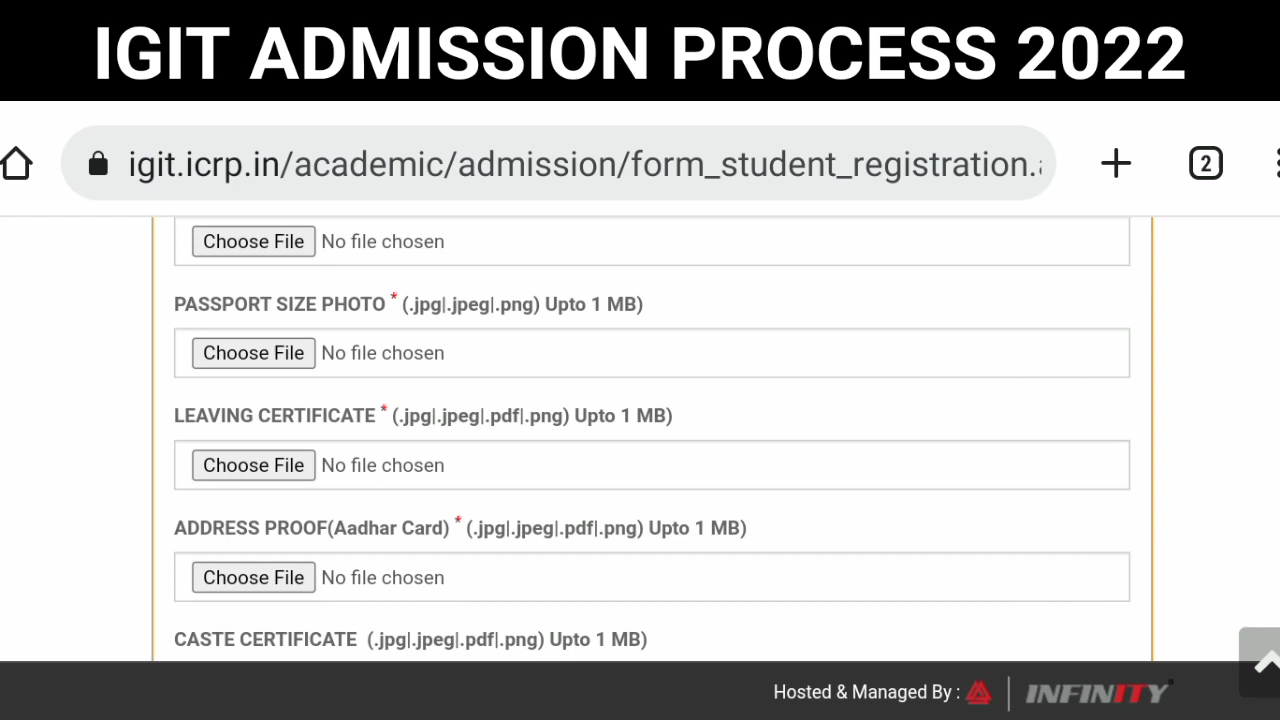 IGIT ADMISSION PROCESS 2022
igit.icrp.in/academic/admission/form_student_registration.
2
Choose File No file chosen
PASSPORT SIZE PHOTO * (.jpg|.jpeg|.png) Upto 1 MB)
Choose File No file chosen
LEAVING CERTIFICATE * (.jpg|.jpeg|.pdf|.png) Upto 1 MB)
Choose File No file chosen
ADDRESS PROOF(Aadhar Card) * (.jpg|.jpeg|.pdf|.png) Upto 1 MB)
Choose File No file chosen
CASTE CERTIFICATE (.jpg|.jpeg|.pdf|.png) Upto 1 MB)
Hosted & Managed By : | INFINITY